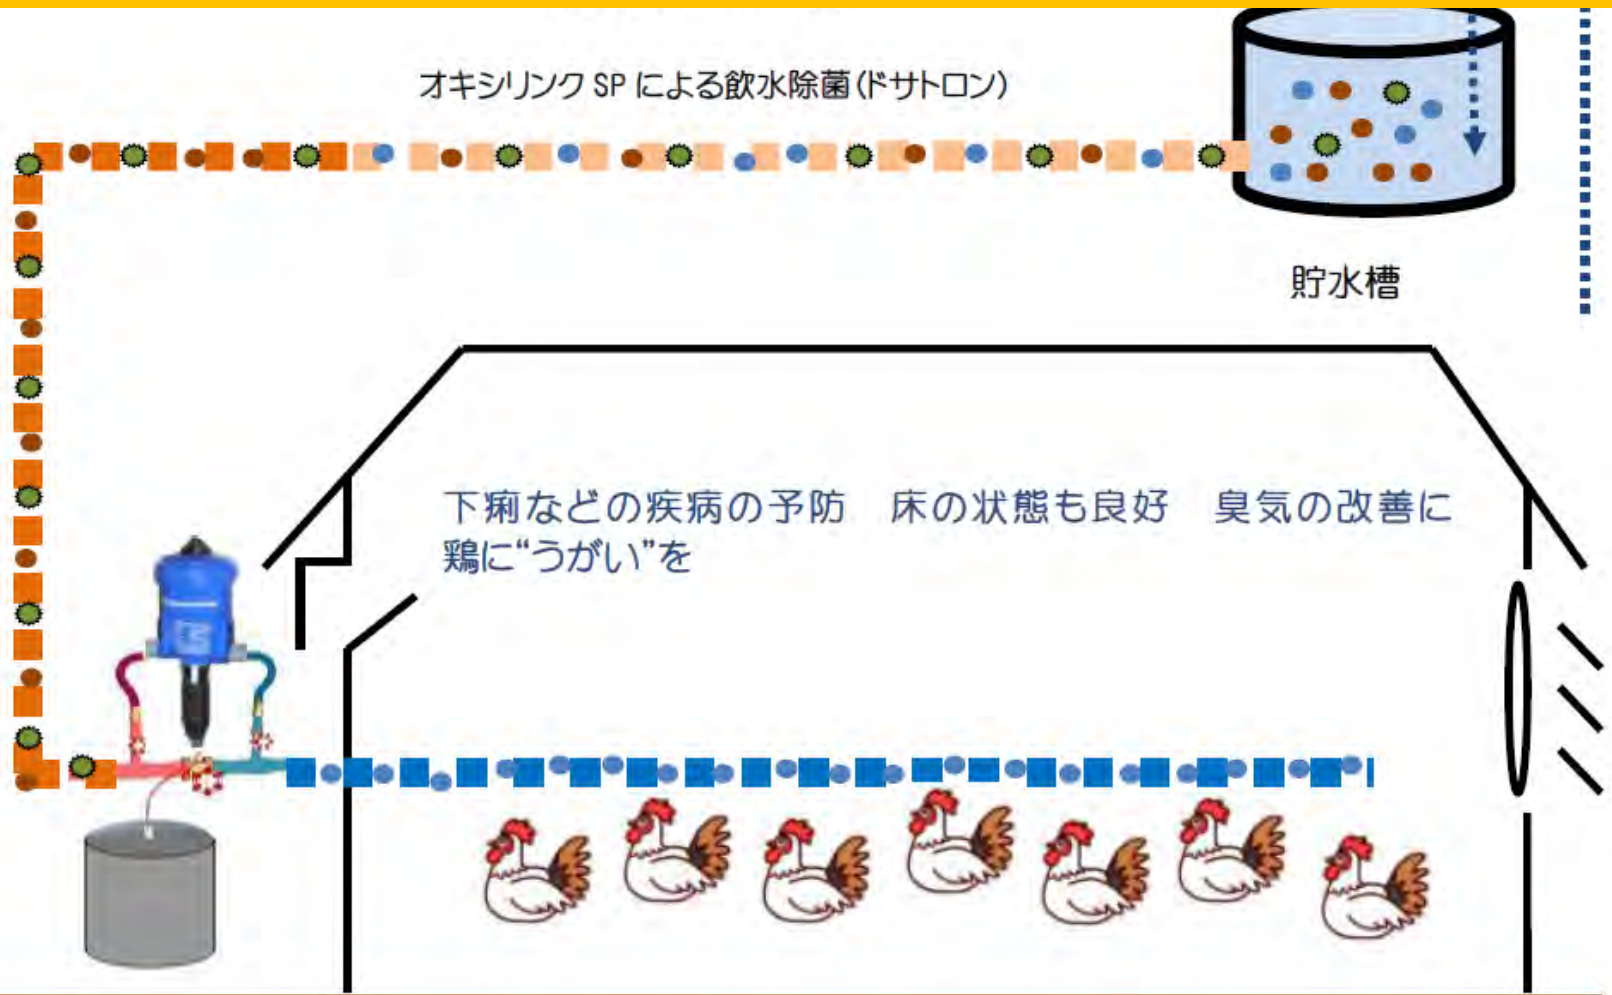 オキシリンク SP による飲水除菌（ドサトロン）
貯水槽
下痢などの疾病の予防　床の状態も良好　臭気の改善に
鶏に“うがい”を